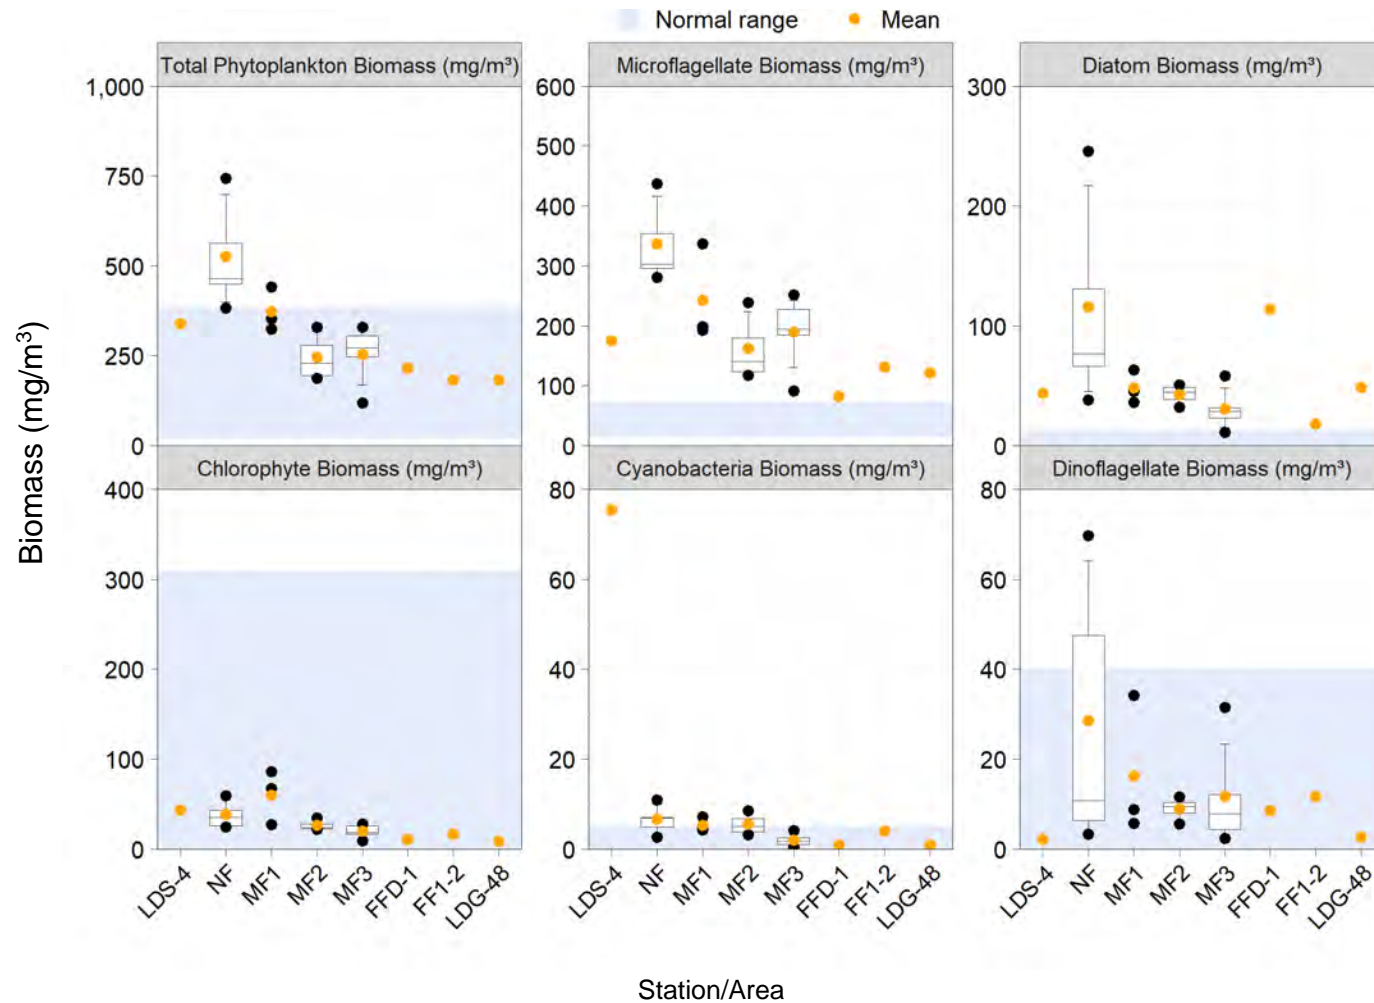 Normal range Mean
Total Phytoplankton Biomass (mg/m³) Microflagellate Biomass (mg/m³) Diatom Biomass (mg/m³)
1,000 750 500 250 0
600 500 400 300 200 100 0
300 200 100 0
Chlorophyte Biomass (mg/m³) Cyanobacteria Biomass (mg/m³) Dinoflagellate Biomass (mg/m³)
400 300 200 100 0
80 60 40 20 0
80 60 40 20 0
Biomass (mg/m³)
LDS-4 NF MF1 MF2 MF3 FFD-1 FF1-2 LDG-48
LDS-4 NF MF1 MF2 MF3 FFD-1 FF1-2 LDG-48
LDS-4 NF MF1 MF2 MF3 FFD-1 FF1-2 LDG-48
Station/Area